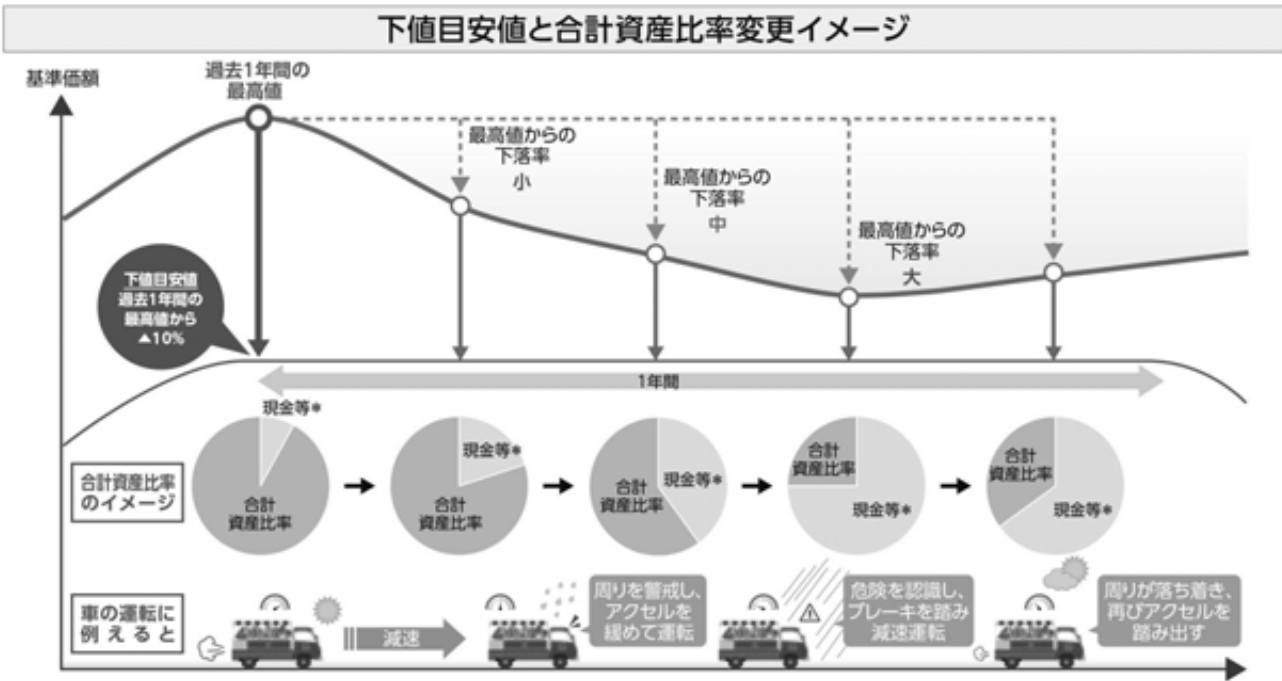 下値目安値と合計資産比率変更イメージ
基準価額
過去1年間の
最高値
最高値からの
下落率
小
最高値からの
下落率
中
最高値からの
下落率
大
下値目安値
過去1年間の
最高値から
▲10%
1年間
合計資産比率
のイメージ
現金等*
合計
資産比率
現金等*
合計
資産比率
現金等*
合計
資産比率
合計
資産比率
現金等*
合計
資産比率
現金等*
車の運転に
例えると
減速
周りを警戒し、
アクセルを
緩めて運転
危険を認識し、
ブレーキを踏み
減速運転
周りが落ち着き、
再びアクセルを
踏み出す